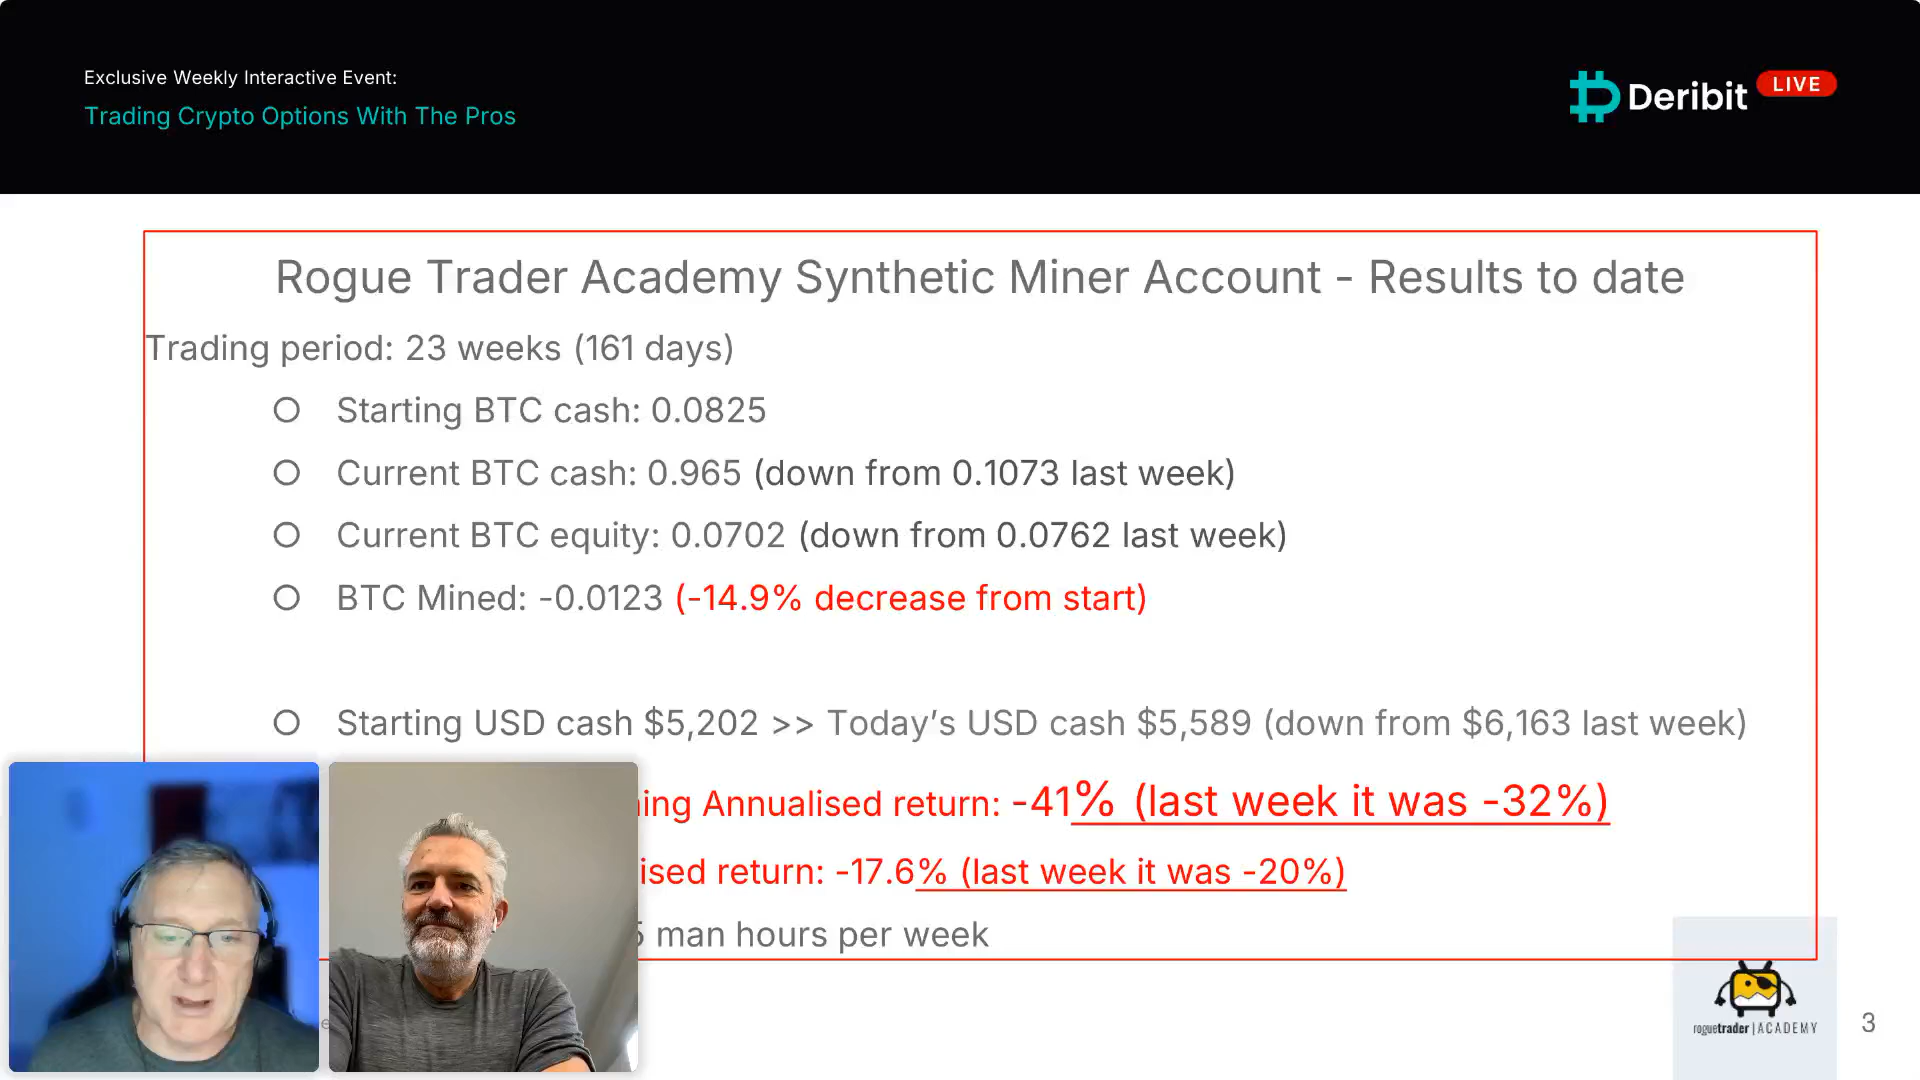 Exclusive Weekly Interactive Event:
Trading Crypto Options With The Pros
Deribit LIVE
Rogue Trader Academy Synthetic Miner Account - Results to date
Trading period: 23 weeks (161 days)
Starting BTC cash: 0.0825
Current BTC cash: 0.965 (down from 0.1073 last week)
Current BTC equity: 0.0702 (down from 0.0762 last week)
BTC Mined: -0.0123 (-14.9% decrease from start)
Starting USD cash $5,202 >> Today’s USD cash $5,589 (down from $6,163 last week)
Annualised return: -41% (last week it was -32%)
return: -17.6% (last week it was -20%)
man hours per week
roguetrader|ACADEMY
3